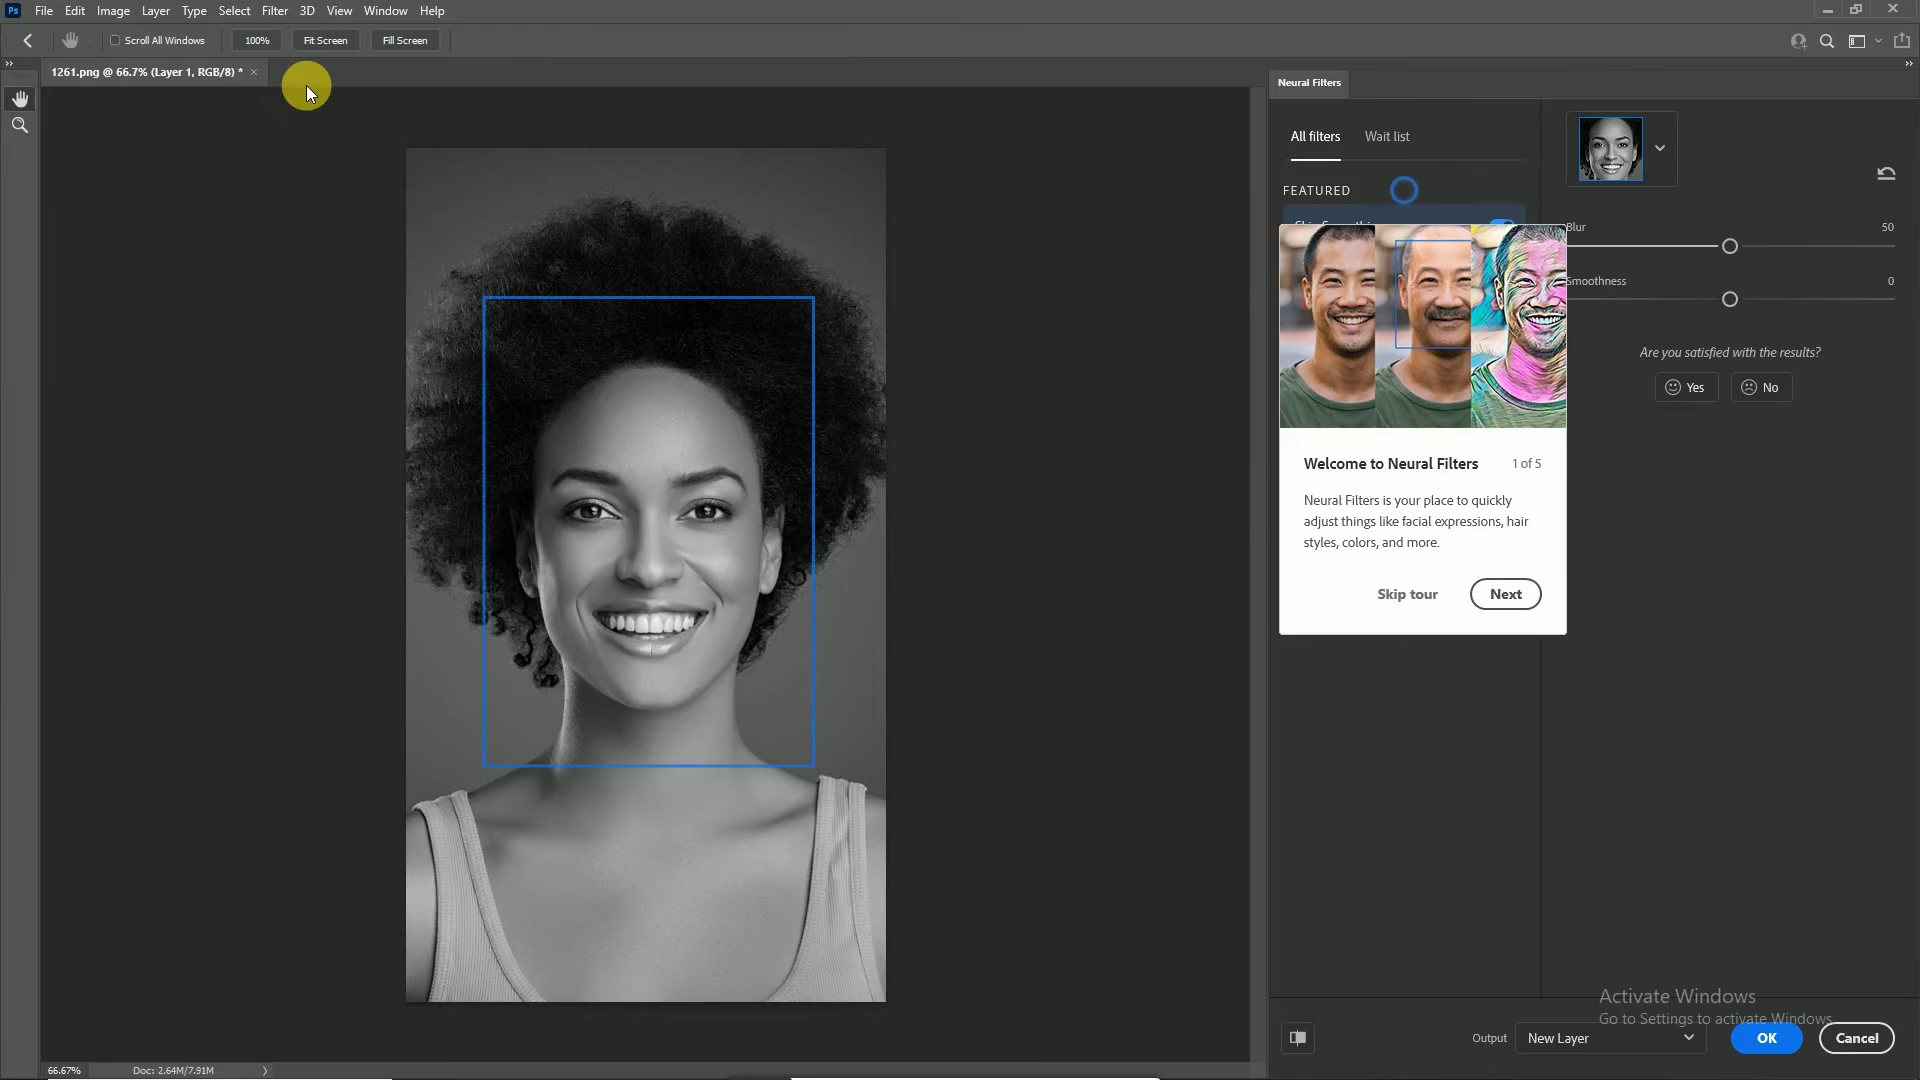 Ps File Edit Image Layer Type Select Filter 3D View Window Help
Scroll All Windows 100% Fit Screen Fill Screen
1261.png @ 66.7% (Layer 1, RGB/8) *
Neural Filters
All filters Wait list
FEATURED
Blur 50
Smoothness 0
Are you satisfied with the results?
Yes No
Welcome to Neural Filters 1 of 5
Neural Filters is your place to quickly
adjust things like facial expressions, hair
styles, colors, and more.
Skip tour Next
Activate Windows
Go to Settings to activate Windows.
Output New Layer OK Cancel
66.67% Doc: 2.64M/7.91M